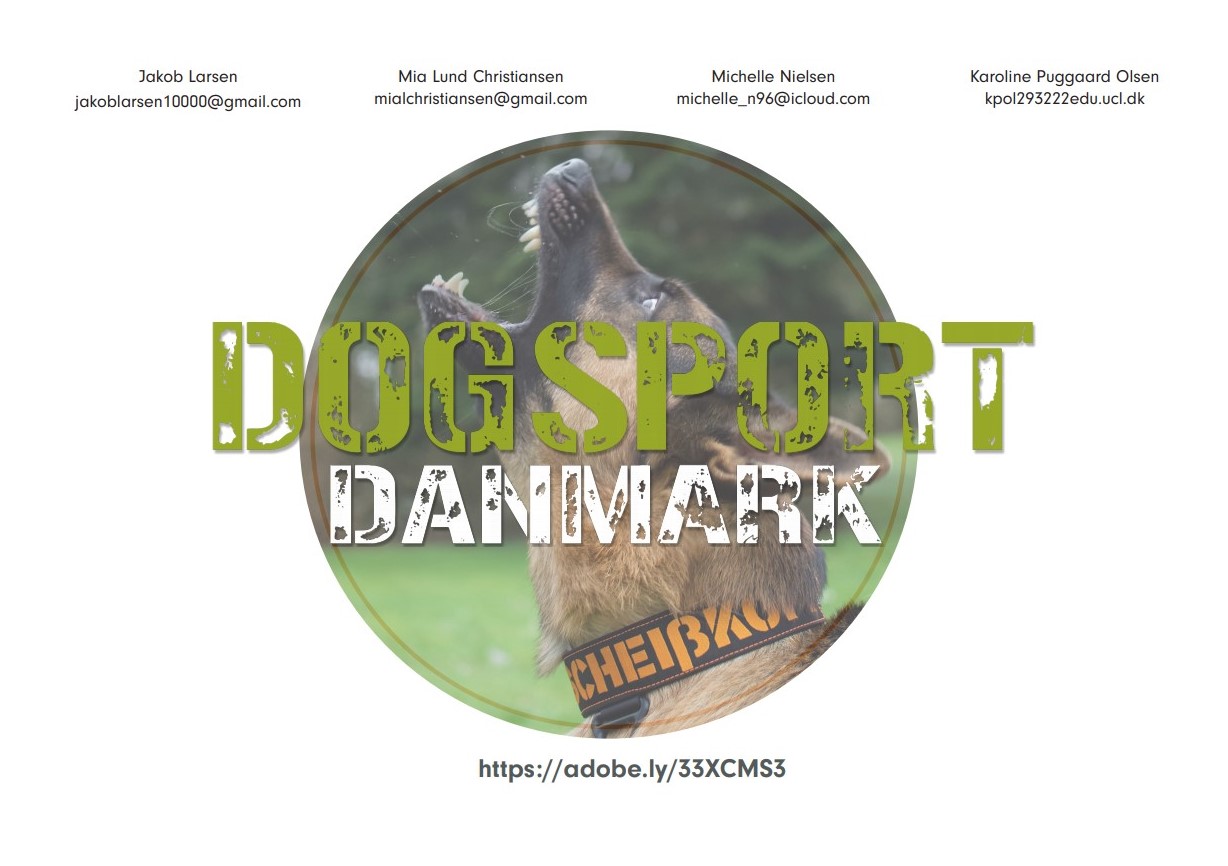 Jakob Larsen
jakoblarsen10000@gmail.com
Mia Lund Christiansen
mialchristiansen@gmail.com
Michelle Nielsen
michelle_n96@icloud.com
Karoline Puggaard Olsen
kpol293222edu.ucl.dk
DOGSPORT
DANMARK
CHEIßKO
https://adobe.ly/33XCMS3